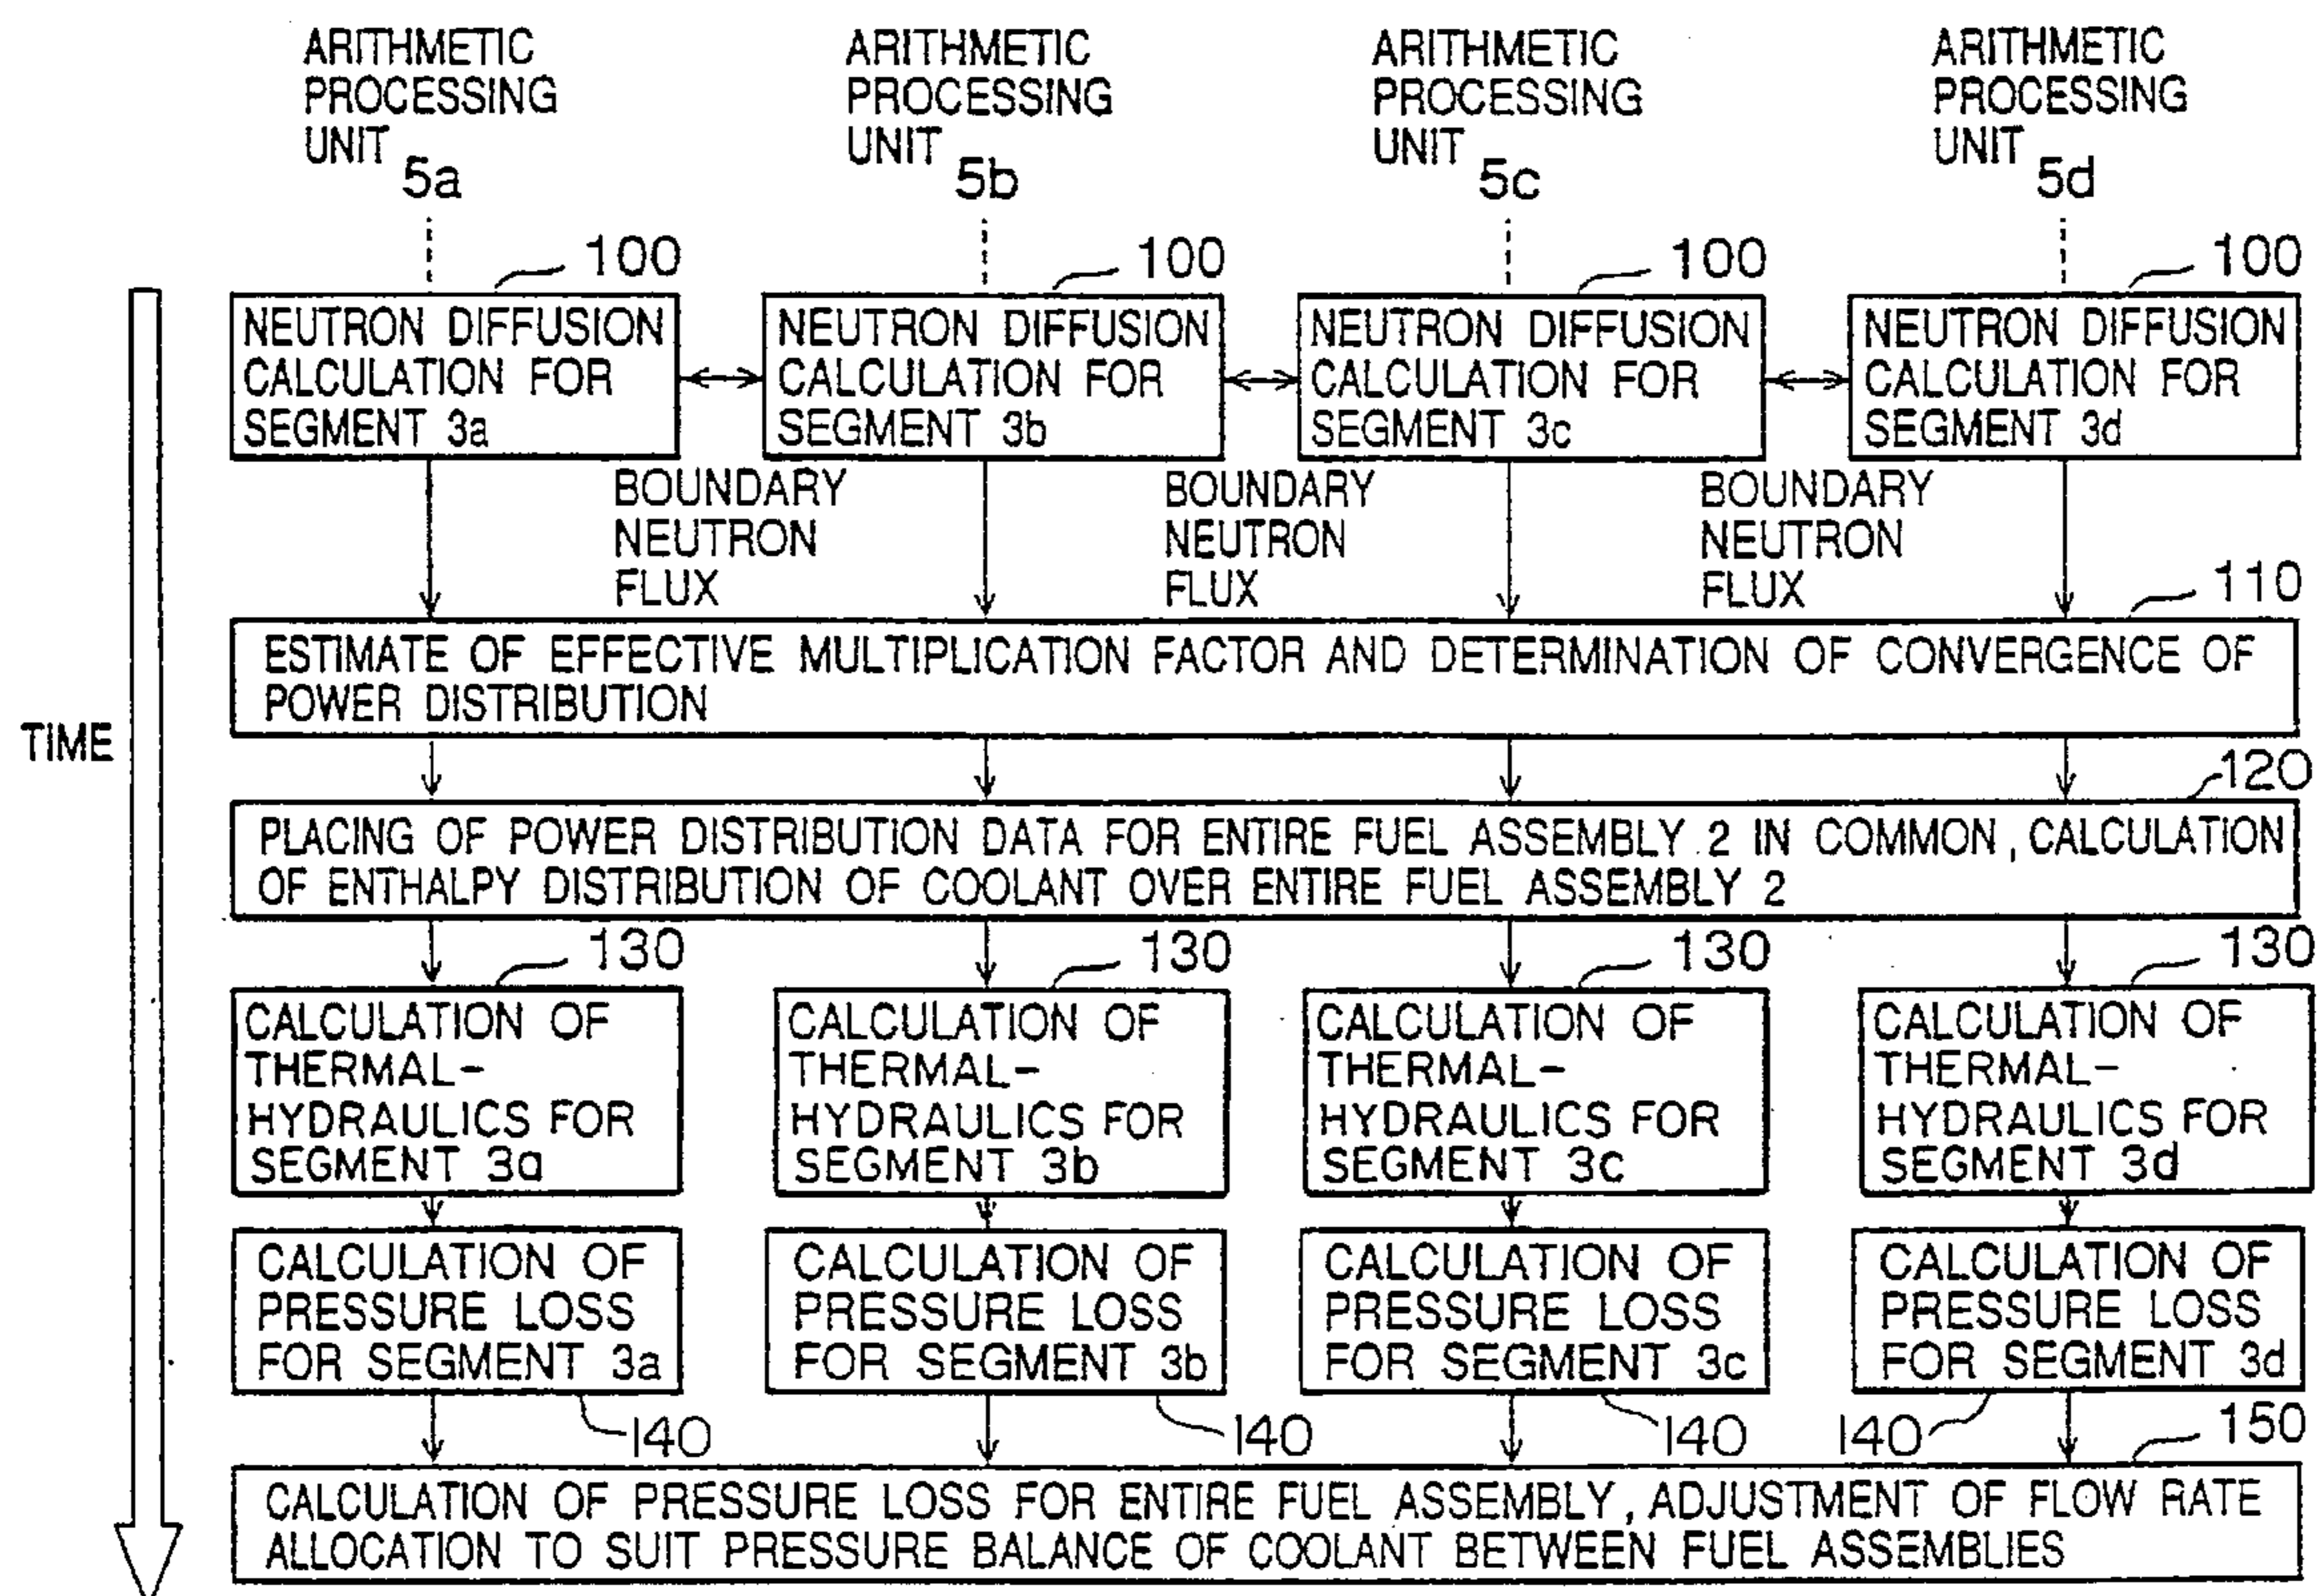 ARITHMETIC
PROCESSING
UNIT 5a
ARITHMETIC
PROCESSING
UNIT 5b
ARITHMETIC
PROCESSING
UNIT 5c
ARITHMETIC
PROCESSING
UNIT 5d
100
100
100
100
NEUTRON DIFFUSION
CALCULATION FOR
SEGMENT 3a
NEUTRON DIFFUSION
CALCULATION FOR
SEGMENT 3b
NEUTRON DIFFUSION
CALCULATION FOR
SEGMENT 3c
NEUTRON DIFFUSION
CALCULATION FOR
SEGMENT 3d
BOUNDARY
NEUTRON
FLUX
BOUNDARY
NEUTRON
FLUX
BOUNDARY
NEUTRON
FLUX
110
ESTIMATE OF EFFECTIVE MULTIPLICATION FACTOR AND DETERMINATION OF CONVERGENCE OF
POWER DISTRIBUTION
TIME
120
PLACING OF POWER DISTRIBUTION DATA FOR ENTIRE FUEL ASSEMBLY 2 IN COMMON, CALCULATION
OF ENTHALPY DISTRIBUTION OF COOLANT OVER ENTIRE FUEL ASSEMBLY 2
130
130
130
130
CALCULATION OF
THERMAL-
HYDRAULICS FOR
SEGMENT 3a
CALCULATION OF
THERMAL-
HYDRAULICS FOR
SEGMENT 3b
CALCULATION OF
THERMAL-
HYDRAULICS FOR
SEGMENT 3c
CALCULATION OF
THERMAL-
HYDRAULICS FOR
SEGMENT 3d
CALCULATION OF
PRESSURE LOSS
FOR SEGMENT 3a
CALCULATION OF
PRESSURE LOSS
FOR SEGMENT 3b
CALCULATION OF
PRESSURE LOSS
FOR SEGMENT 3c
CALCULATION OF
PRESSURE LOSS
FOR SEGMENT 3d
140
140
140
140
150
CALCULATION OF PRESSURE LOSS FOR ENTIRE FUEL ASSEMBLY, ADJUSTMENT OF FLOW RATE
ALLOCATION TO SUIT PRESSURE BALANCE OF COOLANT BETWEEN FUEL ASSEMBLIES